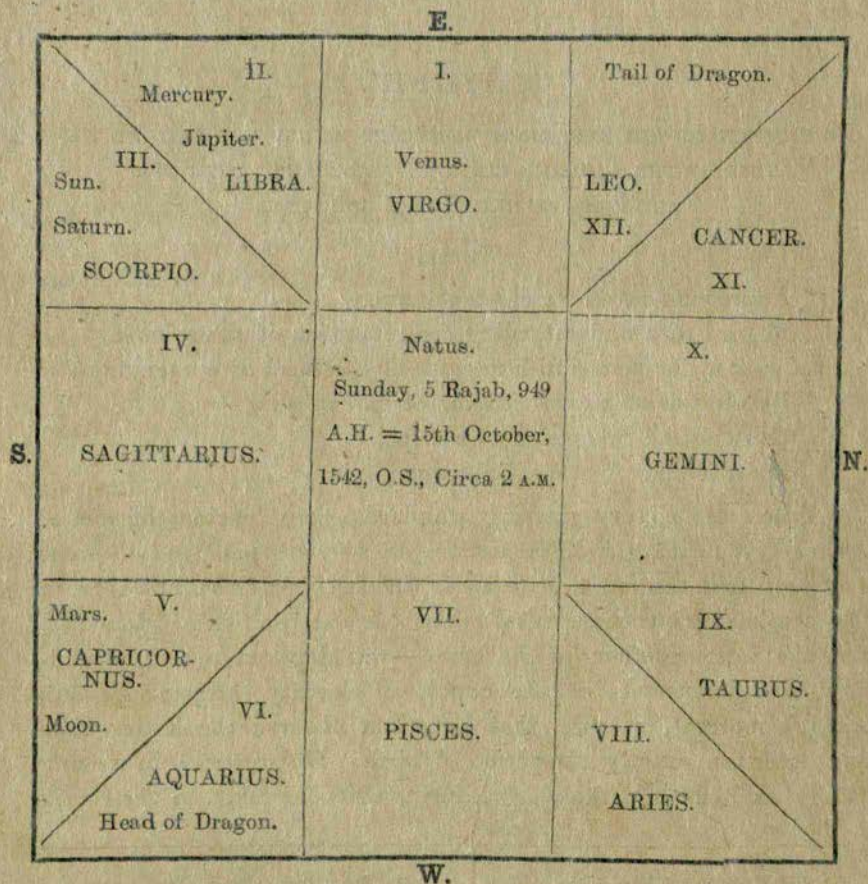 E.
II.
Mercury.
Jupiter.
LIBRA.
III.
Sun.
Saturn.
SCORPIO.
I.
Venus.
VIRGO.
Tail of Dragon.
LEO.
XII.
CANCER.
XI.
S.
IV.
SAGITTARIUS.
Natus.
Sunday, 5 Rajab, 949
A.H. = 15th October,
1542, O.S., Circa 2 A.M.
X.
GEMINI.
N.
V.
Mars.
CAPRICOR-
NUS.
Moon.
VI.
AQUARIUS.
Head of Dragon.
VII.
PISCES.
IX.
TAURUS.
VIII.
ARIES.
W.